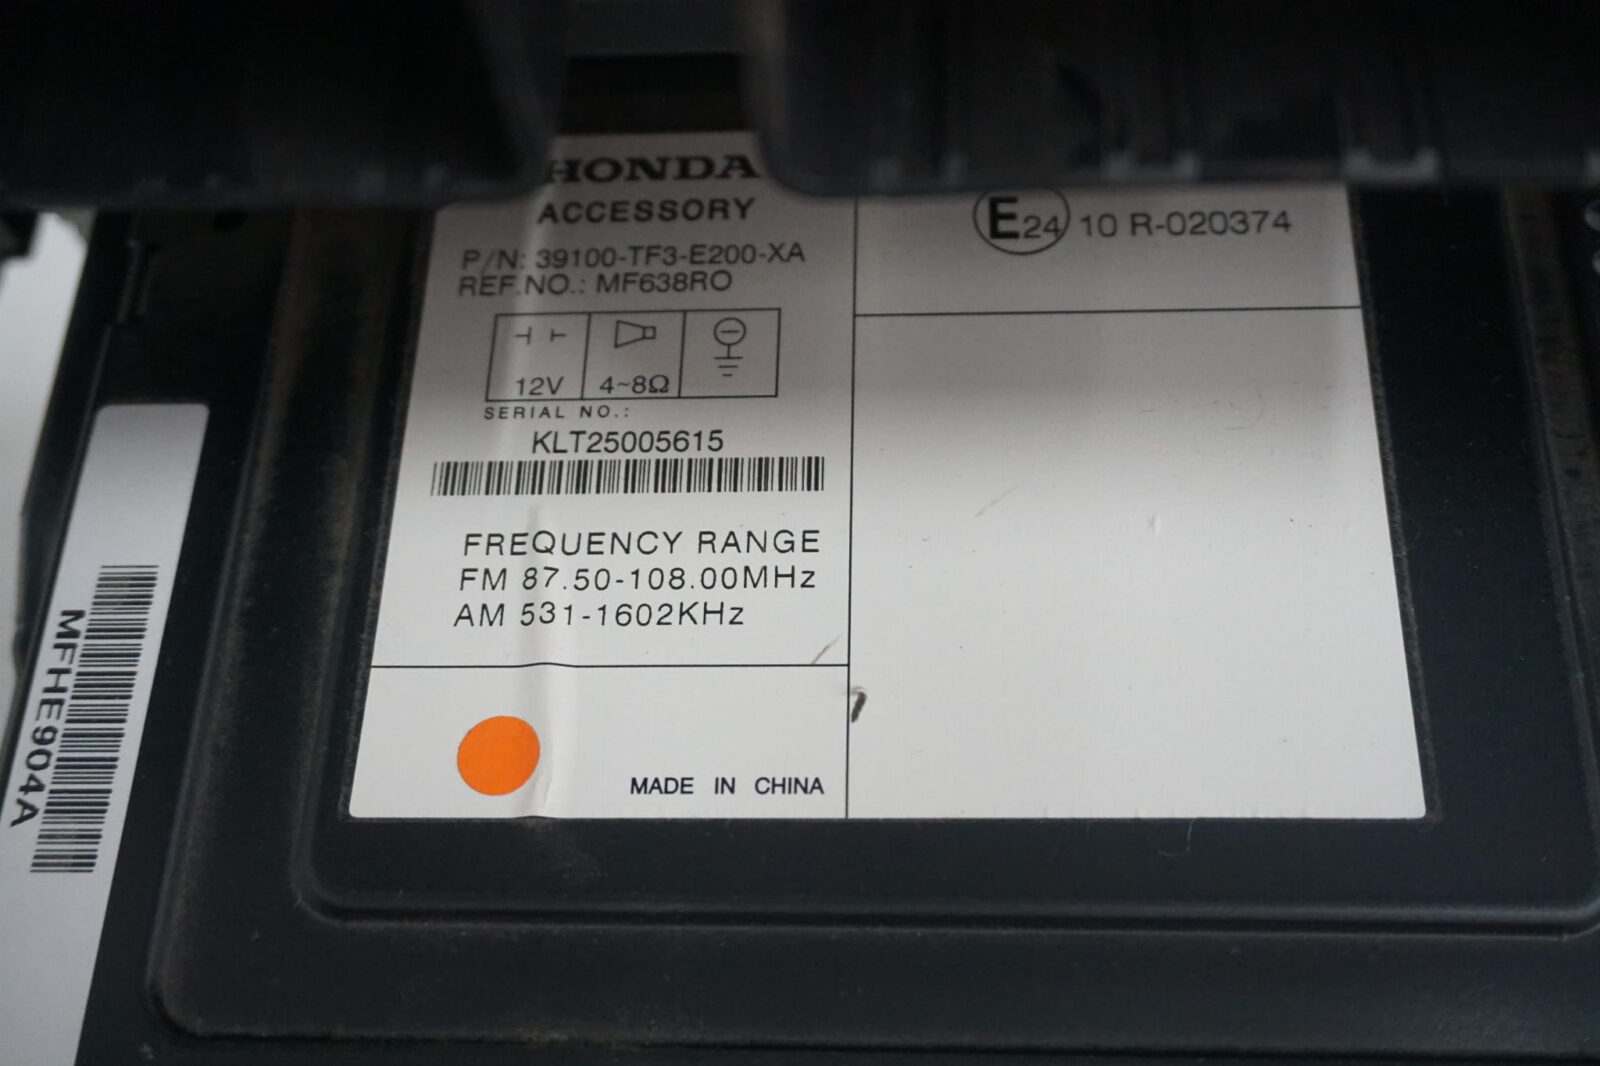 HONDA
ACCESSORY
P/N: 39100-TF3-E200-XA
REF.NO.: MF638RO
12V 4~8Ω
SERIAL NO.:
KLT25005615
FREQUENCY RANGE
FM 87.50-108.00MHz
AM 531-1602KHz
MADE IN CHINA
E24 10 R-020374
MFHE904A